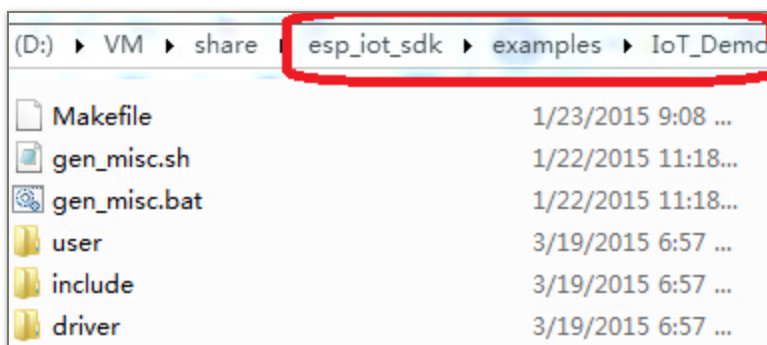 (D:) ▸ VM ▸ share ▸ esp_iot_sdk ▸ examples ▸ IoT_Demo
Makefile 1/23/2015 9:08 ...
gen_misc.sh 1/22/2015 11:18...
gen_misc.bat 1/22/2015 11:18...
user 3/19/2015 6:57 ...
include 3/19/2015 6:57 ...
driver 3/19/2015 6:57 ...